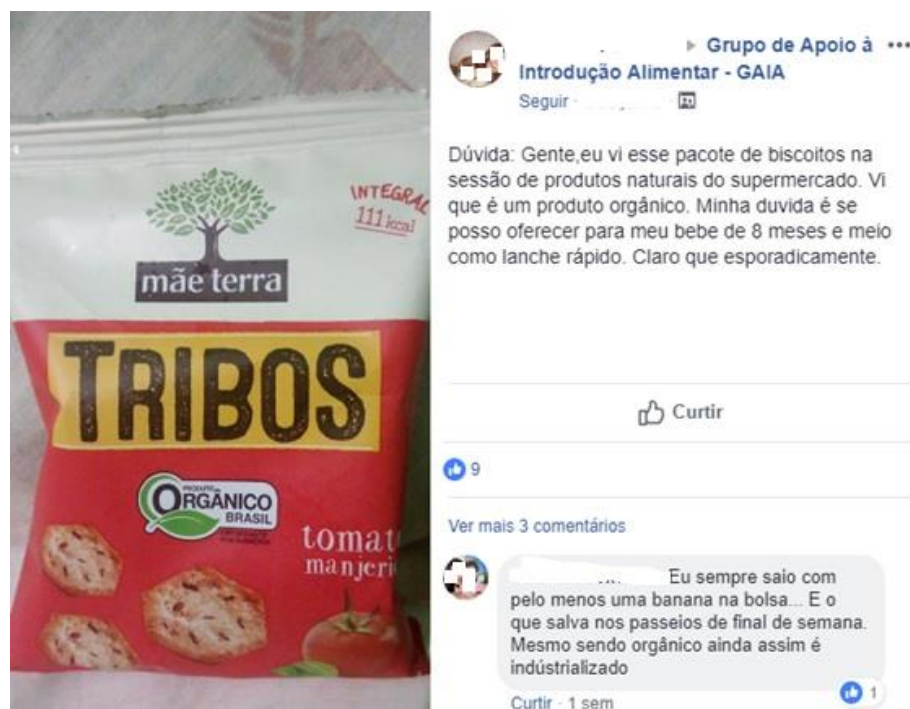 INTEGRAL
111 kcal
mãe terra
TRIBOS
PRODUTO
ORGÂNICO
BRASIL
tomat
manjeri
Grupo de Apoio à
Introdução Alimentar - GAIA
Seguir ·
Dúvida: Gente,eu vi esse pacote de biscoitos na
sessão de produtos naturais do supermercado. Vi
que é um produto orgânico. Minha duvida é se
posso oferecer para meu bebe de 8 meses e meio
como lanche rápido. Claro que esporadicamente.
Curtir
9
Ver mais 3 comentários
Eu sempre saio com
pelo menos uma banana na bolsa... E o
que salva nos passeios de final de semana.
Mesmo sendo orgânico ainda assim é
indústrializado
Curtir · 1 sem
1